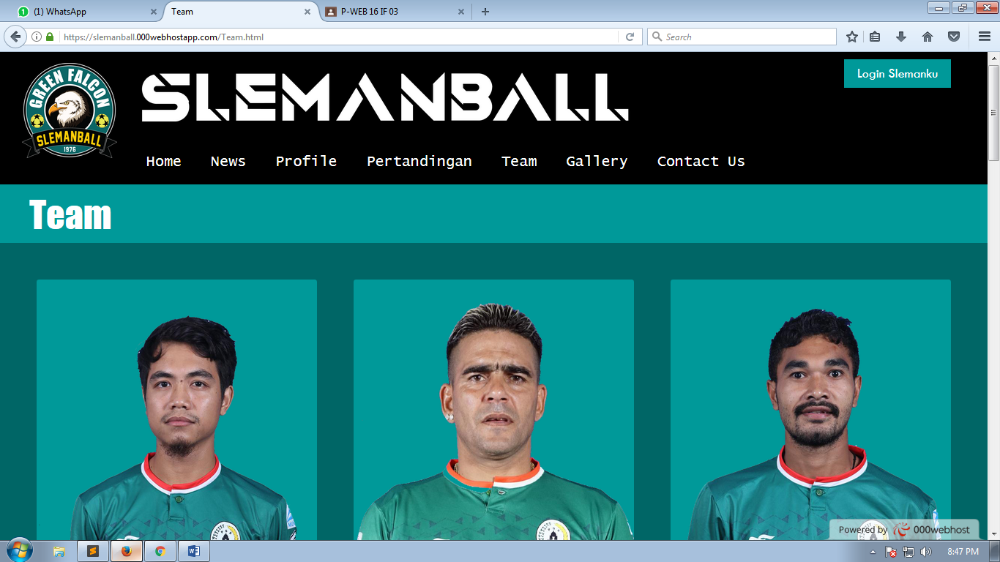 (1) WhatsApp
Team
P-WEB 16 IF 03
https://slemanball.000webhostapp.com/Team.html
Search
GREEN FALCON
SLEMANBALL
1976
SLEMANBALL
Login Slemanku
Home News Profile Pertandingan Team Gallery Contact Us
Team
Powered by 000webhost
8:47 PM